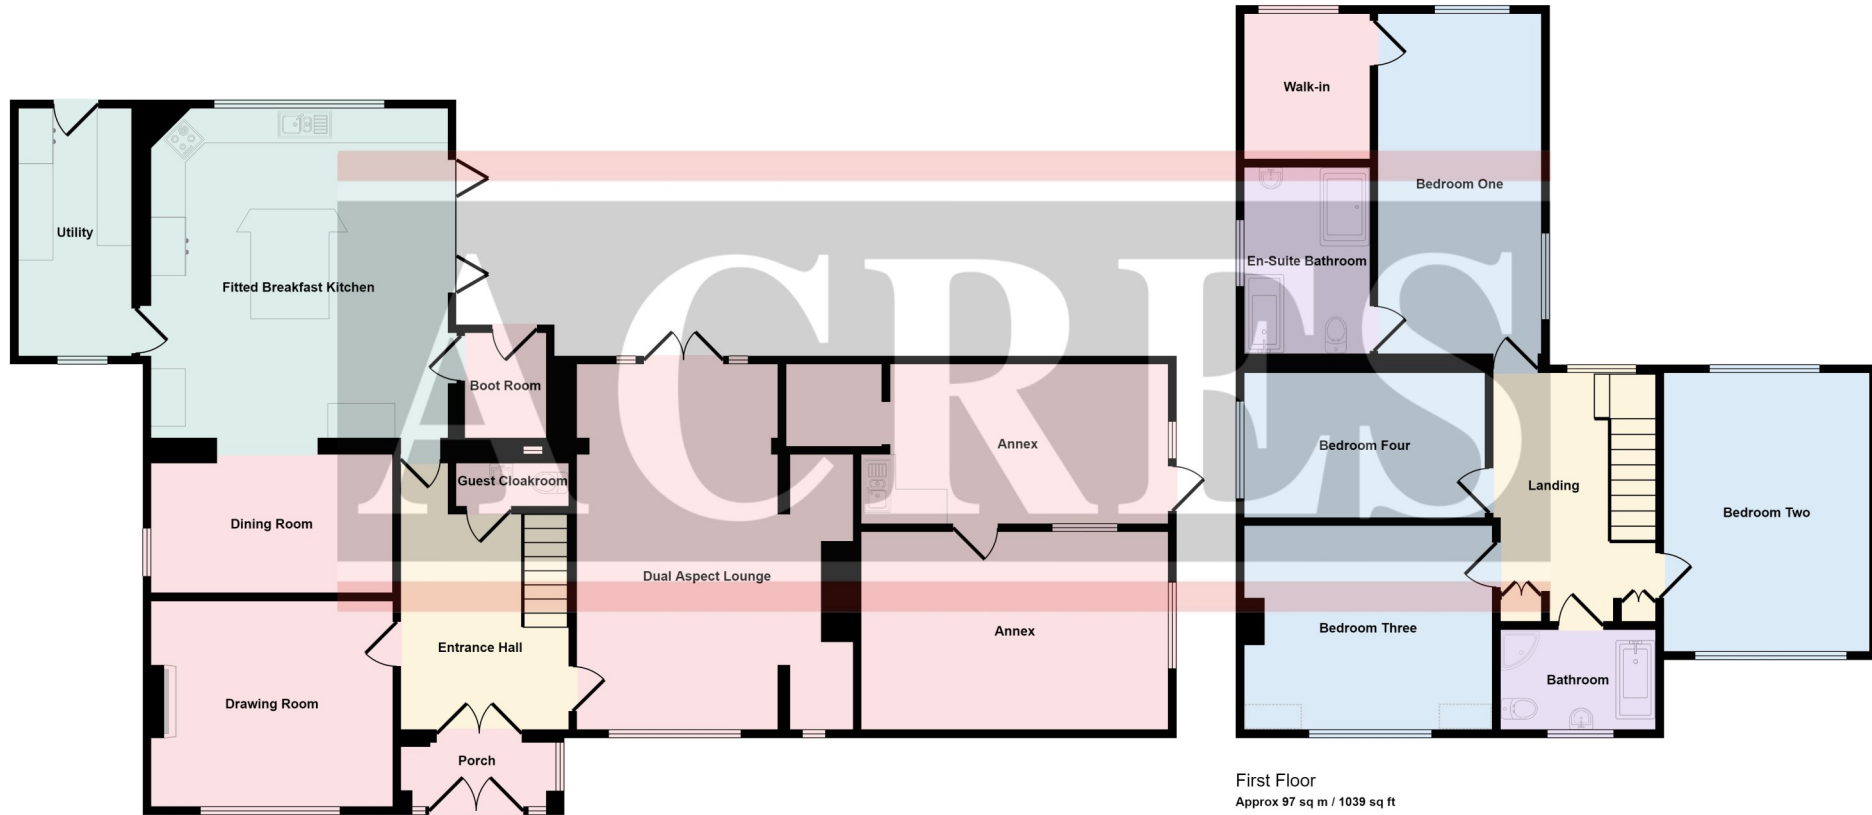 Walk-in
Bedroom One
Utility
En-Suite Bathroom
Fitted Breakfast Kitchen
ACRES
Boot Room
Annex
Bedroom Four
Guest Cloakroom
Landing
Dining Room
Bedroom Two
Dual Aspect Lounge
Annex
Bedroom Three
Entrance Hall
Bathroom
Drawing Room
Porch
First Floor
Approx 97 sq m / 1039 sq ft